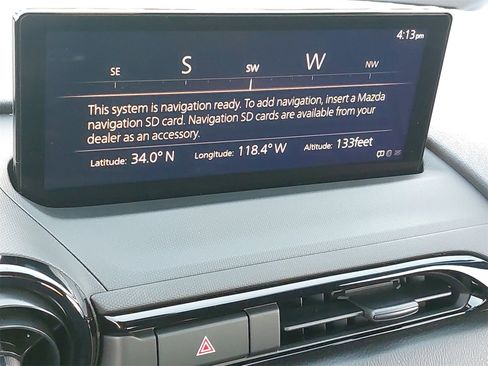 4:13pm
SE S SW W NW
This system is navigation ready. To add navigation, insert a Mazda
navigation SD card. Navigation SD cards are available from your
dealer as an accessory.
Latitude: 34.0° N Longitude: 118.4° W Altitude: 133feet